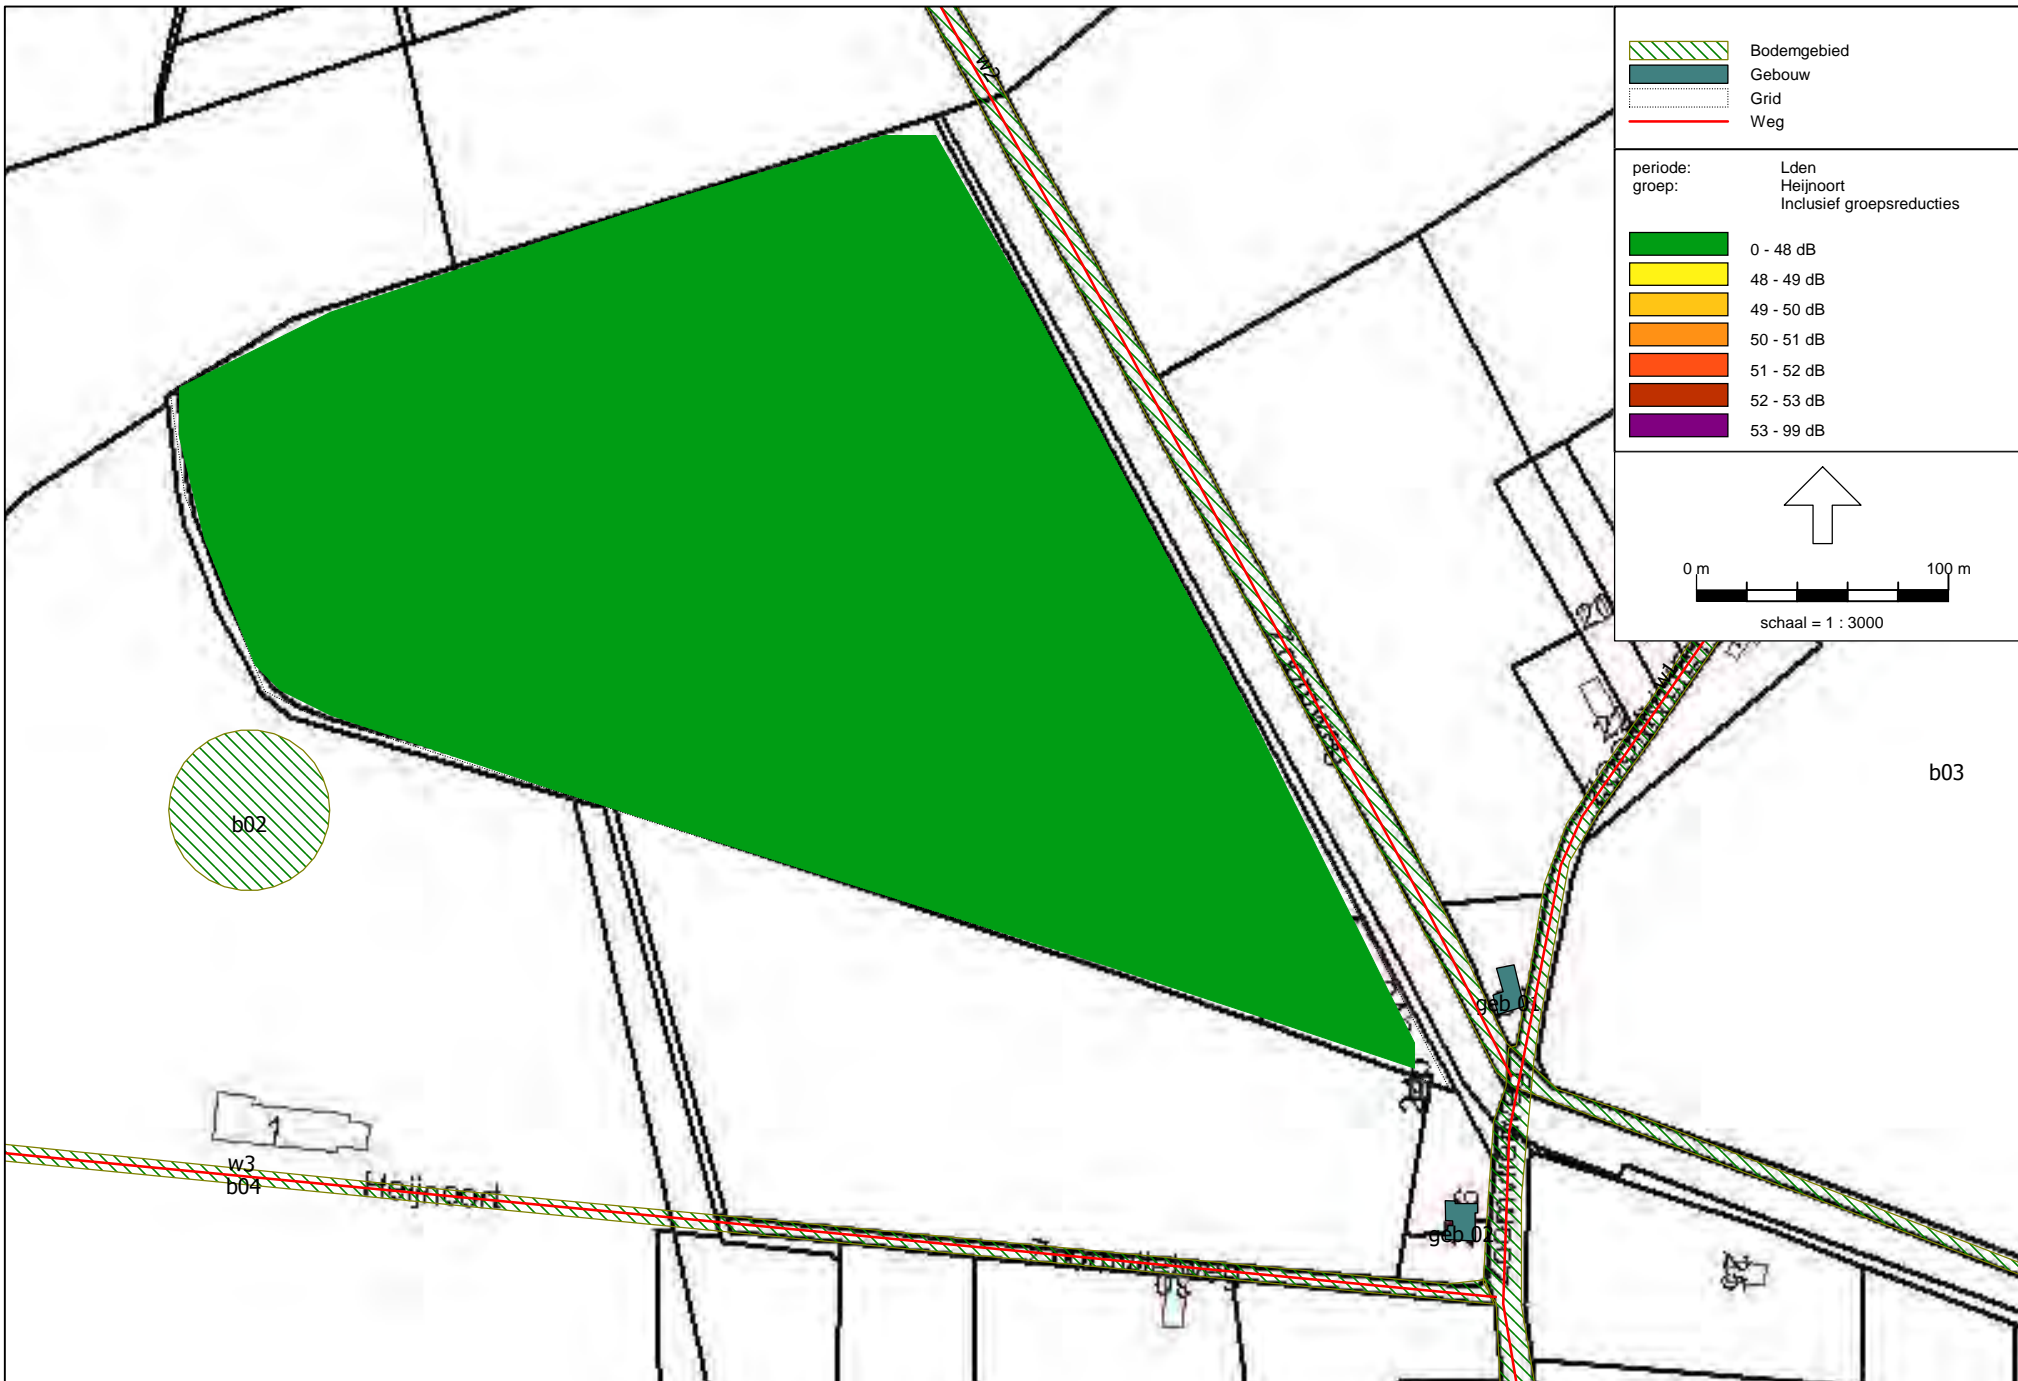 Bodemgebied
Gebouw
Grid
Weg
periode: Lden
groep: Heijnoort
Inclusief groepsreducties
0 - 48 dB
48 - 49 dB
49 - 50 dB
50 - 51 dB
51 - 52 dB
52 - 53 dB
53 - 99 dB
0 m 100 m
schaal = 1 : 3000
w2
20
w1
22
b03
b02
geb 01
1
w3
b04
Heijnoort
geb 02